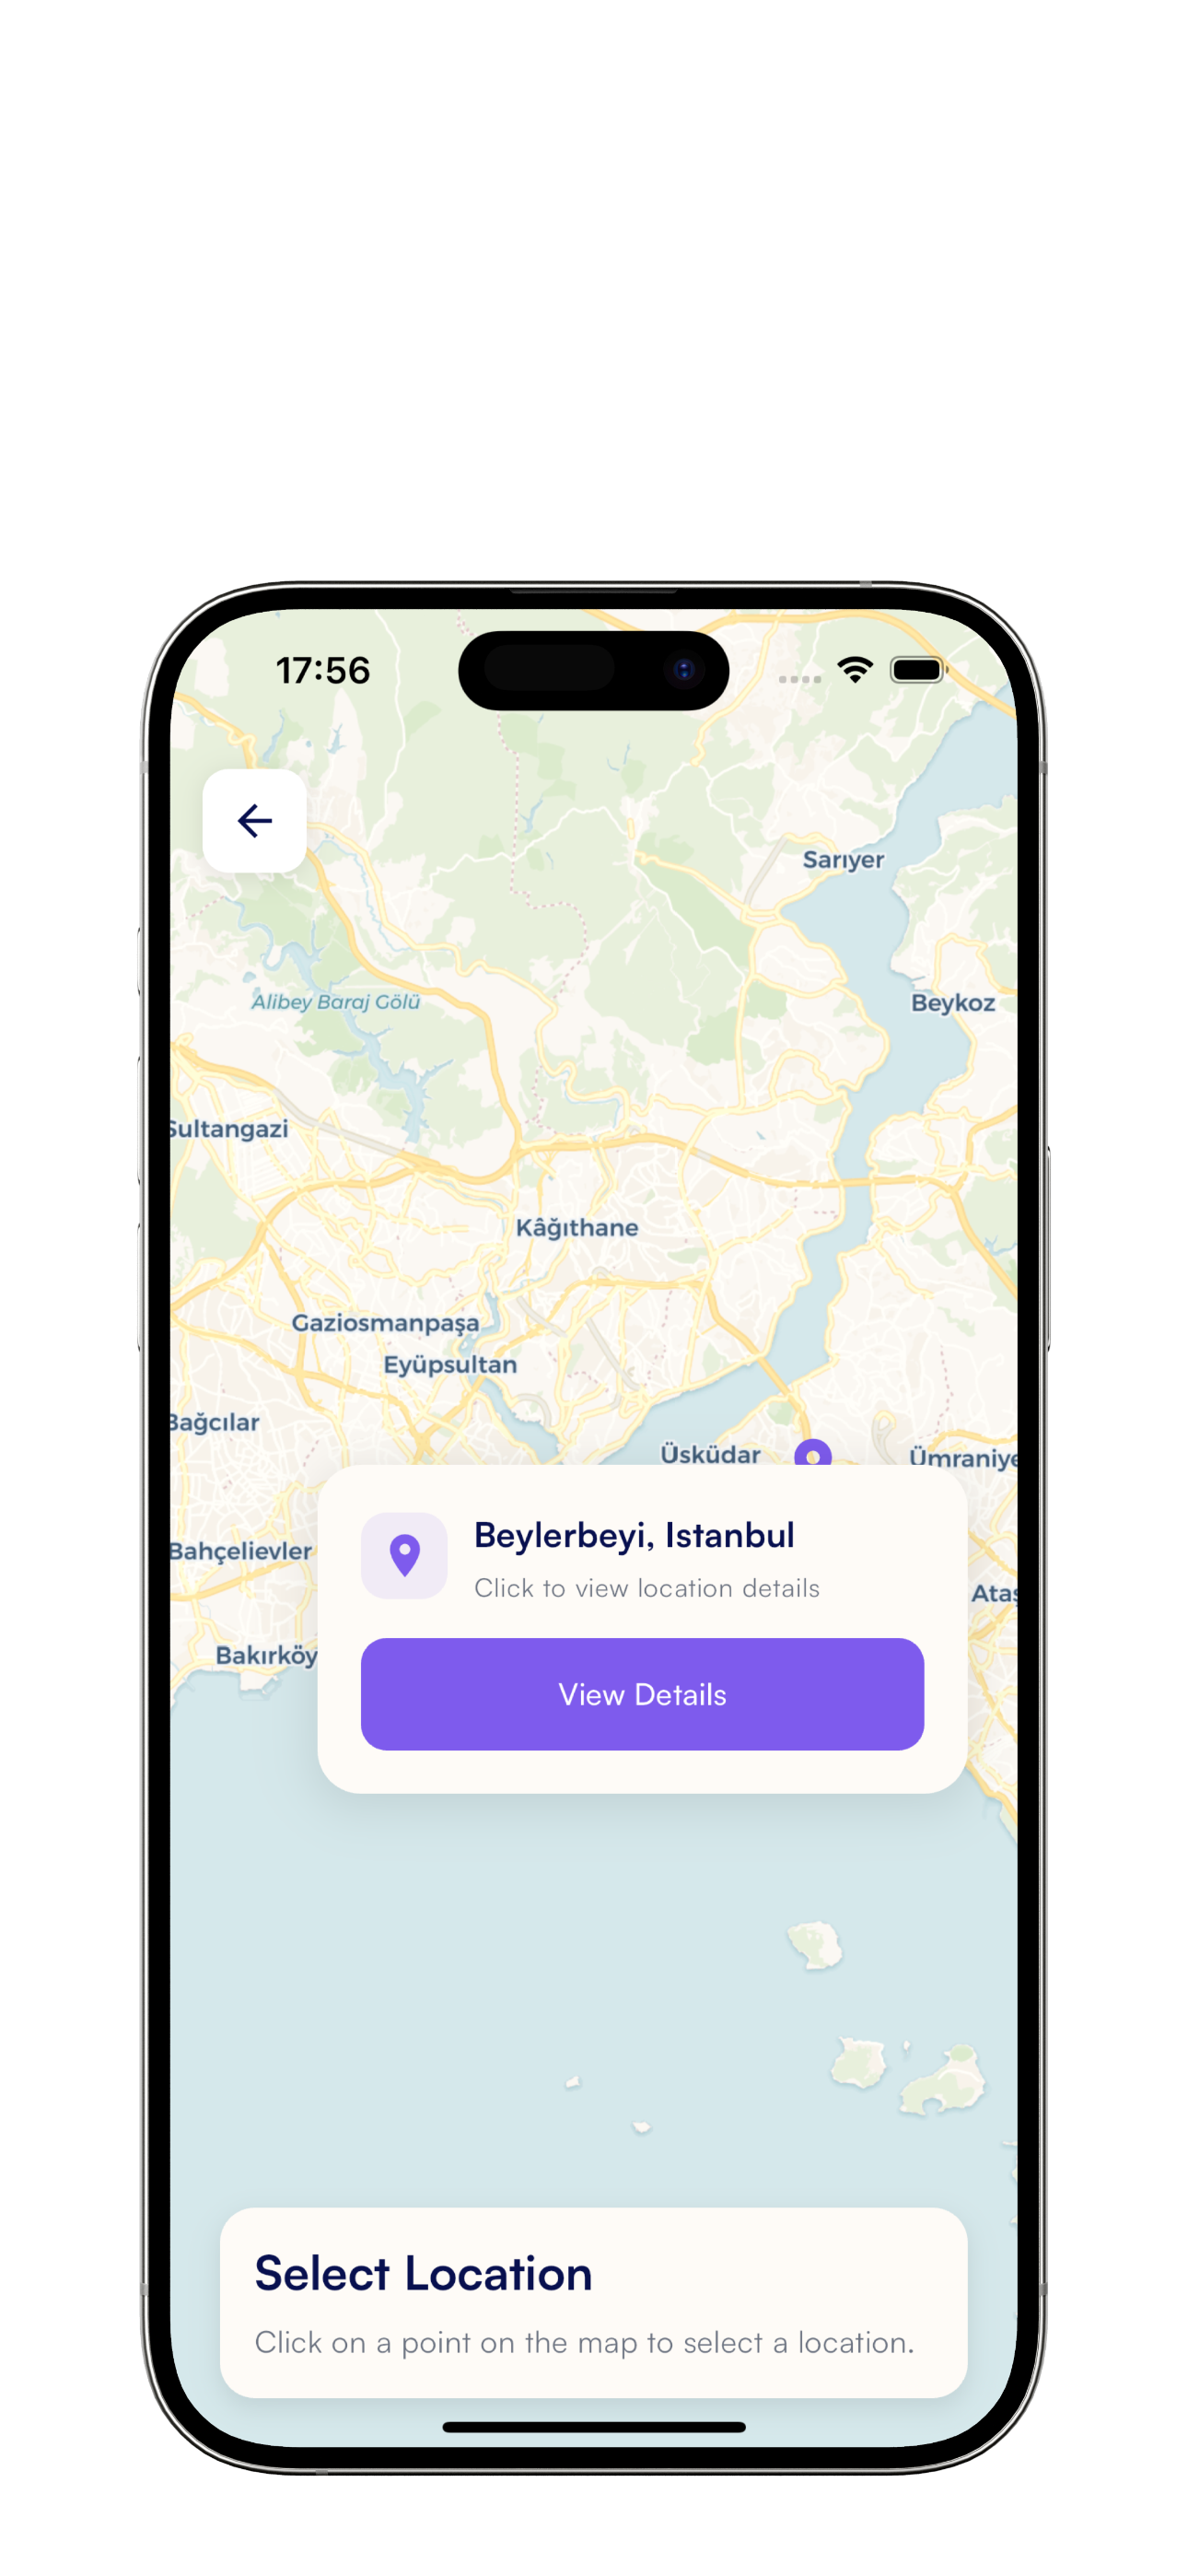 17:56
Sarıyer
Alibey Baraj Gölü
Beykoz
Sultangazi
Kâğıthane
Gaziosmanpaşa
Eyüpsultan
Bağcılar
Üsküdar
Ümraniye
Beylerbeyi, Istanbul
Click to view location details
Bahçelievler
Ataş
Bakırköy
View Details
Select Location
Click on a point on the map to select a location.